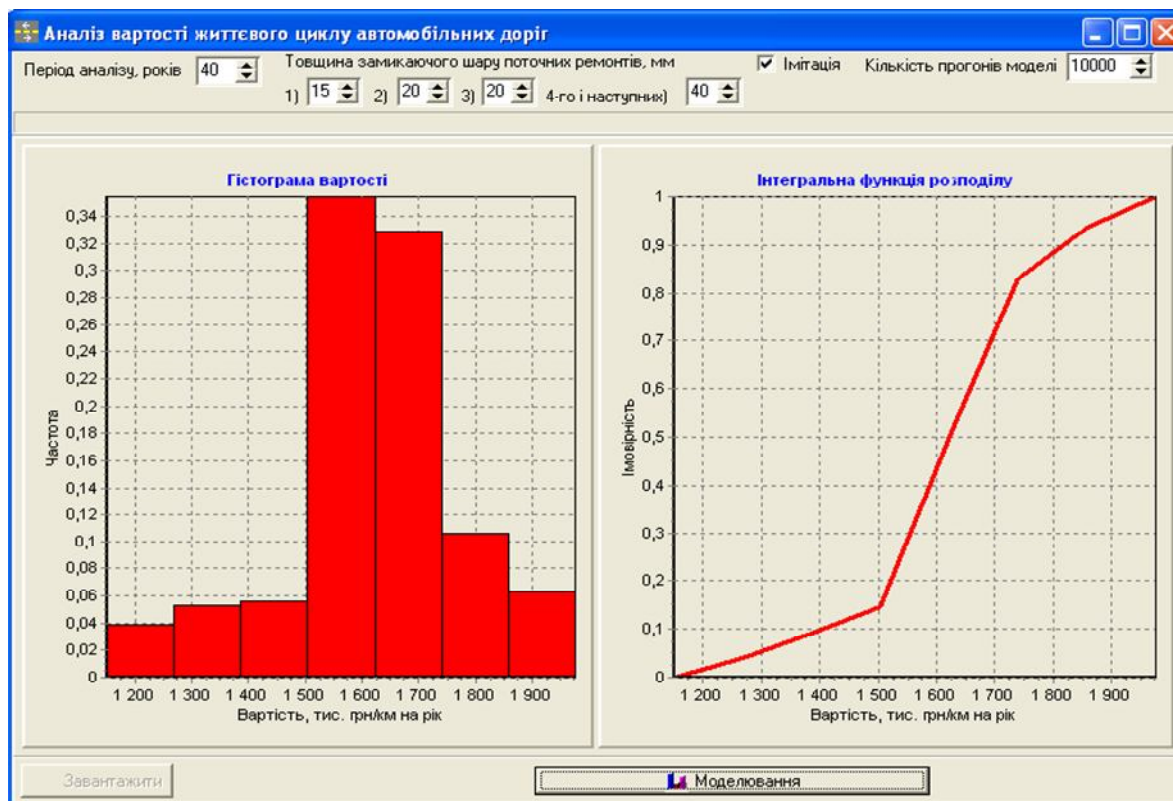 Аналіз вартості життєвого циклу автомобільних доріг
Період аналізу, років 40
Товщина замикаючого шару поточних ремонтів, мм
1) 15 2) 20 3) 20 4-го і наступних) 40
Імітація
Кількість прогонів моделі 10000
Гістограма вартості
0,34
0,32
0,3
0,28
0,26
0,24
0,22
0,2
0,18
0,16
0,14
0,12
0,1
0,08
0,06
0,04
0,02
0
Частота
1 200 1 300 1 400 1 500 1 600 1 700 1 800 1 900
Вартість, тис. грн/км на рік
Інтегральна функція розподілу
1
0,9
0,8
0,7
0,6
0,5
0,4
0,3
0,2
0,1
0
Імовірність
1 200 1 300 1 400 1 500 1 600 1 700 1 800 1 900
Вартість, тис. грн/км на рік
Завантажити
Моделювання